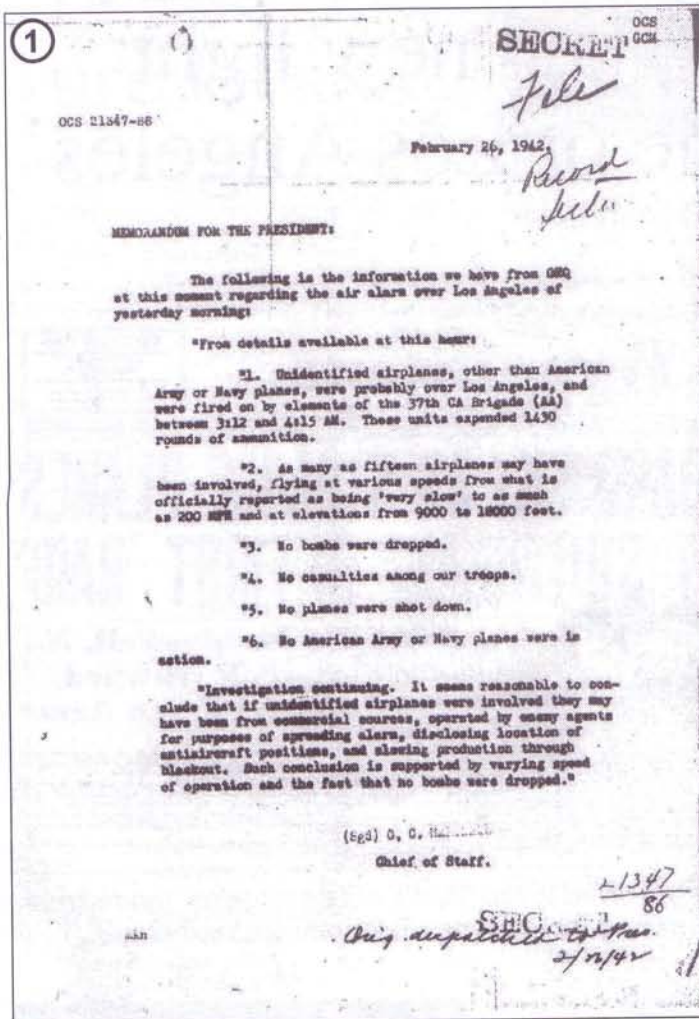 1
OCS
GCM
SECRET
File
OCS 21347-86
February 26, 1942.
Record
MEMORANDUM FOR THE PRESIDENT:
The following is the information we have from GHQ
at this moment regarding the air alarm over Los Angeles of
yesterday morning:
"From details available at this hour:
"1. Unidentified airplanes, other than American
Army or Navy planes, were probably over Los Angeles, and
were fired on by elements of the 37th CA Brigade (AA)
between 3:12 and 4:15 AM. These units expended 1430
rounds of ammunition.
"2. As many as fifteen airplanes may have
been involved, flying at various speeds from what is
officially reported as being 'very slow' to as much
as 200 MPH and at elevations from 9000 to 18000 feet.
"3. No bombs were dropped.
"4. No casualties among our troops.
"5. No planes were shot down.
"6. No American Army or Navy planes were in
action.
"Investigation continuing. It seems reasonable to con-
clude that if unidentified airplanes were involved they may
have been from commercial sources, operated by enemy agents
for purposes of spreading alarm, disclosing location of
antiaircraft positions, and slowing production through
blackout. Such conclusion is supported by varying speed
of operation and the fact that no bombs were dropped."
(Sgd) G. C.
Chief of Staff.
21347
86
SECRET
Orig dispatched to Pres.